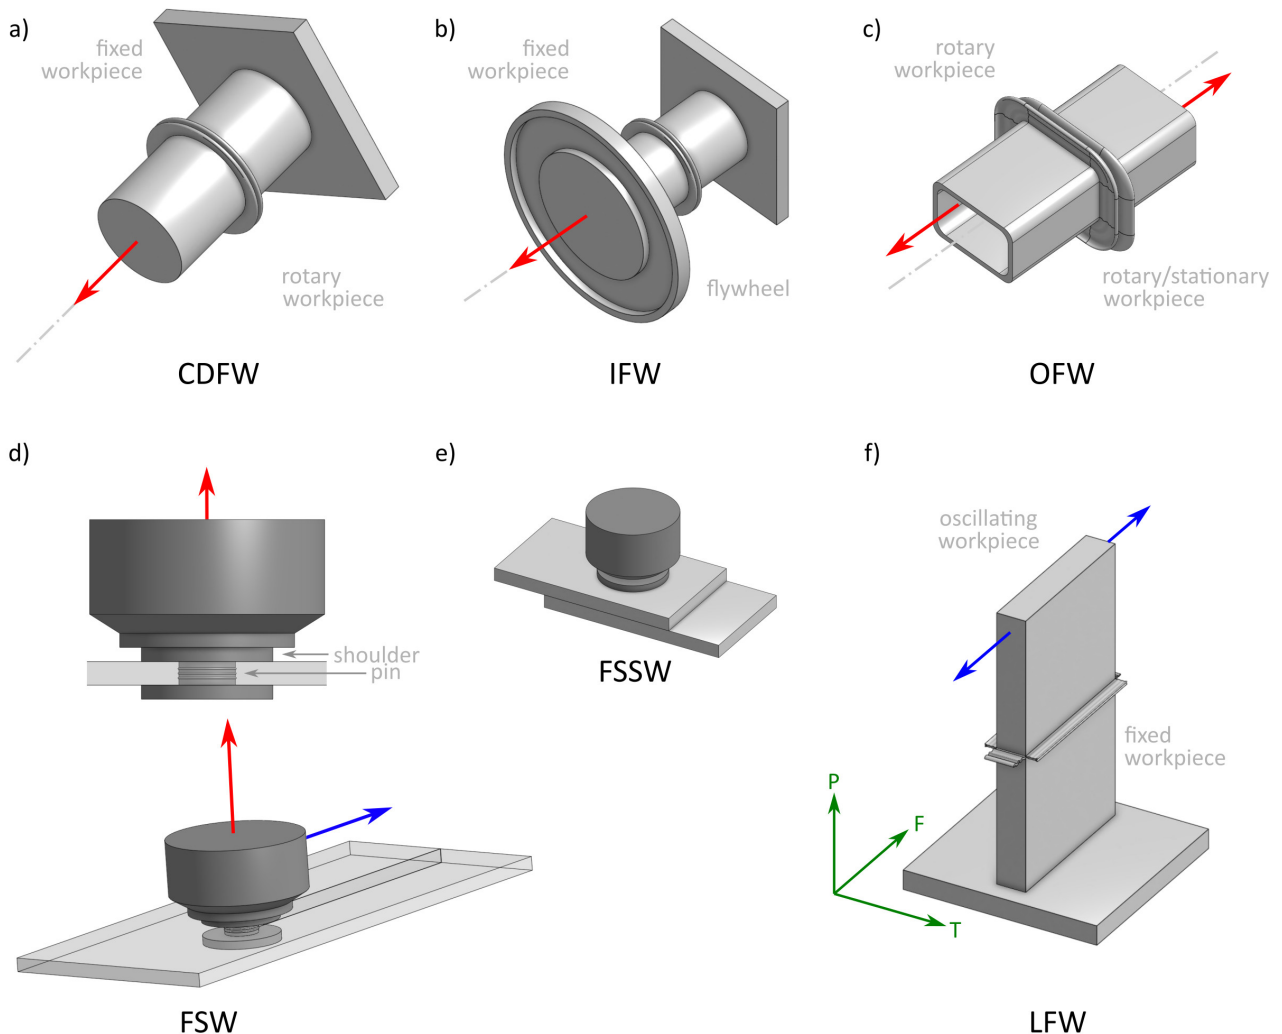 a)
fixed
workpiece
rotary
workpiece
CDFW
b)
fixed
workpiece
flywheel
IFW
c)
rotary
workpiece
rotary/stationary
workpiece
OFW
d)
shoulder
pin
FSW
e)
FSSW
f)
oscillating
workpiece
fixed
workpiece
P
F
T
LFW